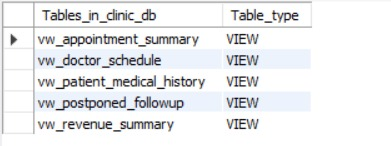 Tables_in_clinic_db Table_type
vw_appointment_summary VIEW
vw_doctor_schedule VIEW
vw_patient_medical_history VIEW
vw_postponed_followup VIEW
vw_revenue_summary VIEW